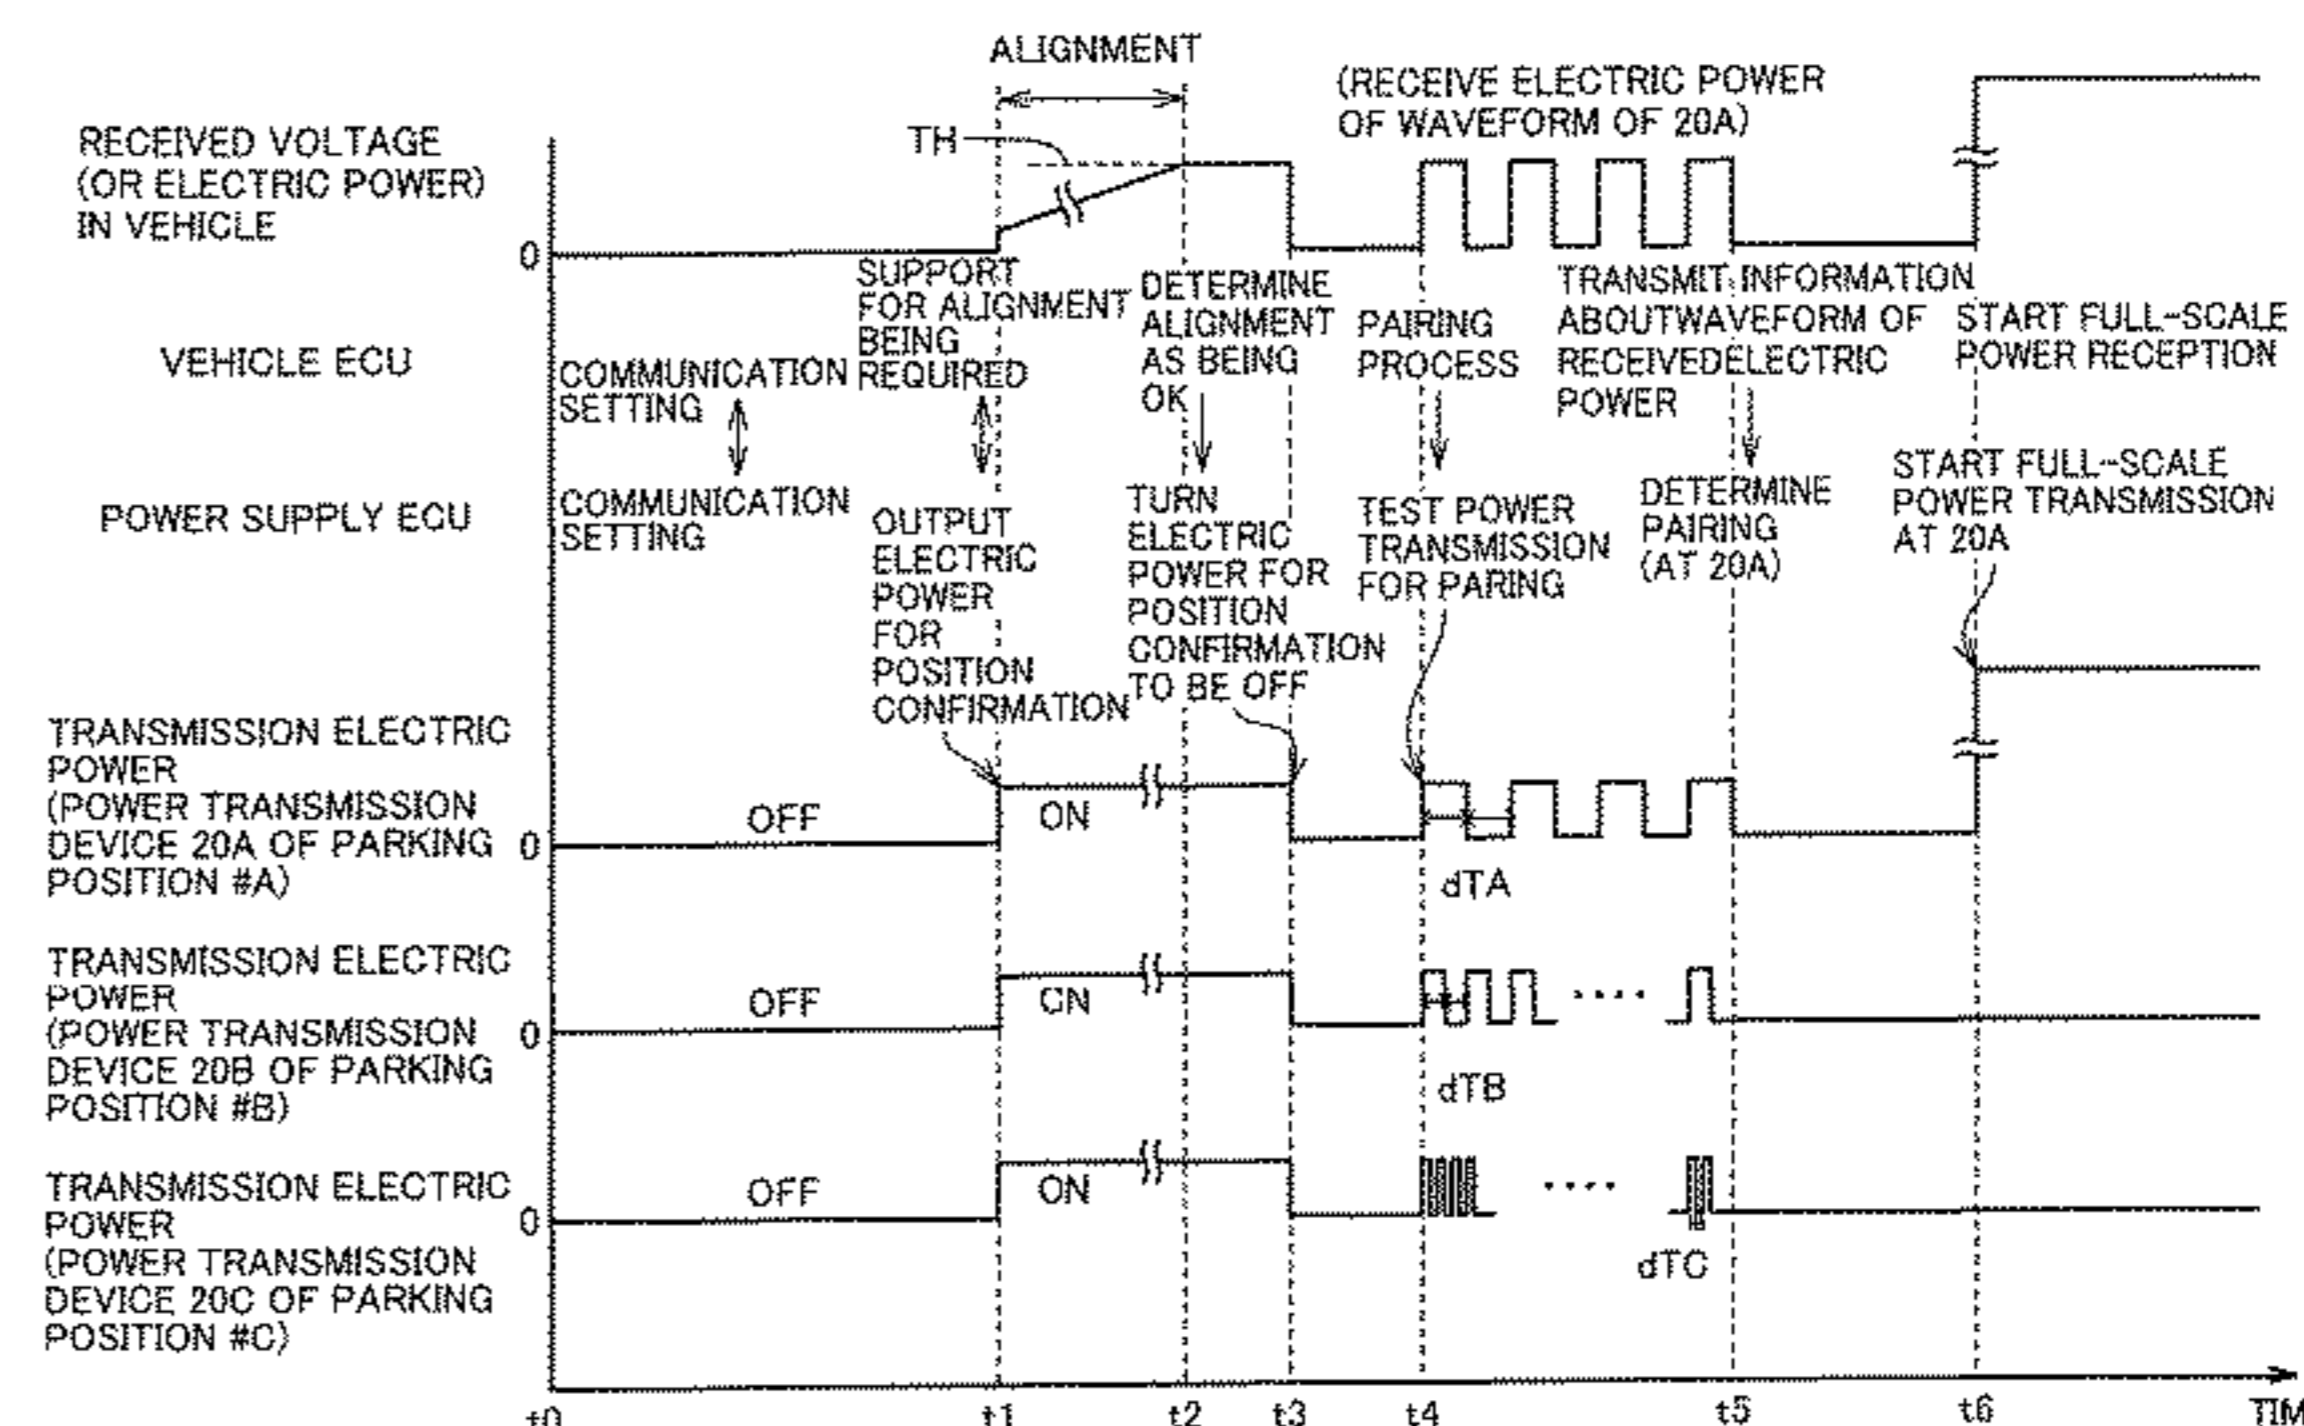 ALIGNMENT
(RECEIVE ELECTRIC POWER
OF WAVEFORM OF 20A)
TH
RECEIVED VOLTAGE
(OR ELECTRIC POWER)
IN VEHICLE
0
VEHICLE ECU
COMMUNICATION
SETTING
SUPPORT
FOR ALIGNMENT
BEING
REQUIRED
DETERMINE
ALIGNMENT
AS BEING
OK
PAIRING
PROCESS
TRANSMIT INFORMATION
ABOUTWAVEFORM OF
RECEIVEDELECTRIC
POWER
START FULL-SCALE
POWER RECEPTION
POWER SUPPLY ECU
COMMUNICATION
SETTING
OUTPUT
ELECTRIC
POWER
FOR
POSITION
CONFIRMATION
TURN
ELECTRIC
POWER FOR
POSITION
CONFIRMATION
TO BE OFF
TEST POWER
TRANSMISSION
FOR PARING
DETERMINE
PAIRING
(AT 20A)
START FULL-SCALE
POWER TRANSMISSION
AT 20A
TRANSMISSION ELECTRIC
POWER
(POWER TRANSMISSION
DEVICE 20A OF PARKING
POSITION #A)
0
OFF
ON
dTA
TRANSMISSION ELECTRIC
POWER
(POWER TRANSMISSION
DEVICE 20B OF PARKING
POSITION #B)
0
OFF
ON
dTB
TRANSMISSION ELECTRIC
POWER
(POWER TRANSMISSION
DEVICE 20C OF PARKING
POSITION #C)
0
OFF
ON
dTC
t0 t1 t2 t3 t4 t5 t6 TIM